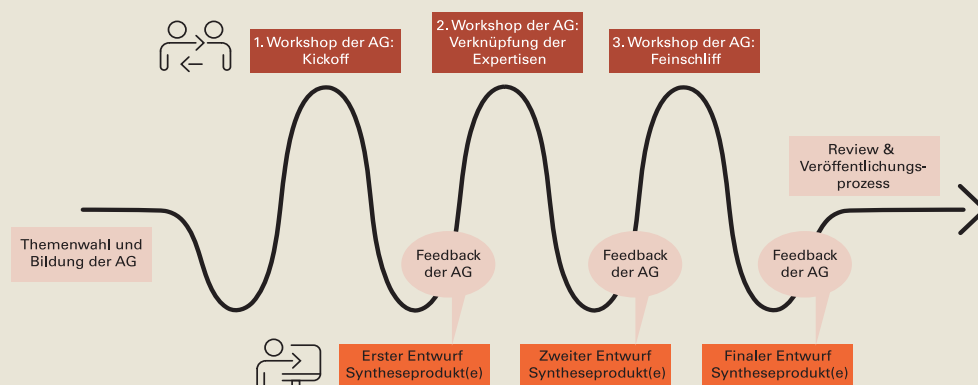 1. Workshop der AG:
Kickoff
2. Workshop der AG:
Verknüpfung der
Expertisen
3. Workshop der AG:
Feinschliff
Review &
Veröffentlichungs-
prozess
Themenwahl und
Bildung der AG
Feedback
der AG
Feedback
der AG
Feedback
der AG
Erster Entwurf
Syntheseprodukt(e)
Zweiter Entwurf
Syntheseprodukt(e)
Finaler Entwurf
Syntheseprodukt(e)